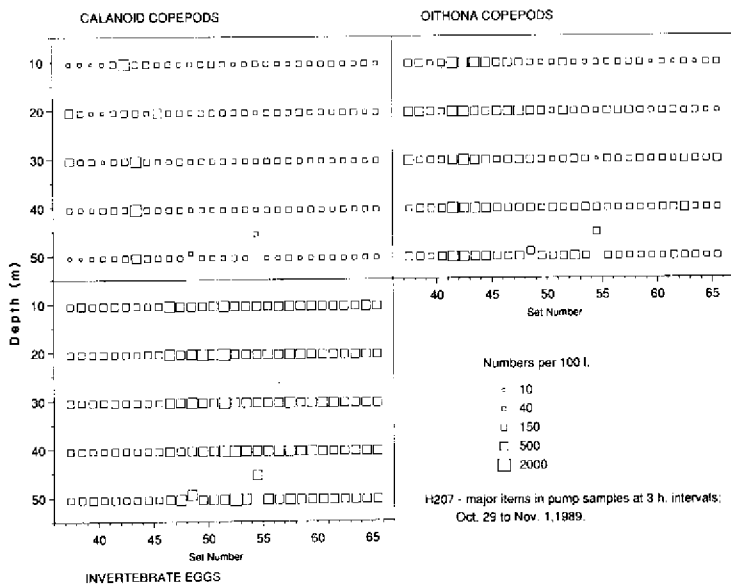 CALANOID COPEPODS
OITHONA COPEPODS
10
20
30
40
50
10
20
30
40
50
Depth (m)
40 45 50 55 60 65
Set Number
40 45 50 55 60 65
Set Number
INVERTEBRATE EGGS
Numbers per 100 l.
10
40
150
500
2000
H207 - major items in pump samples at 3 h. intervals;
Oct. 29 to Nov. 1,1989.